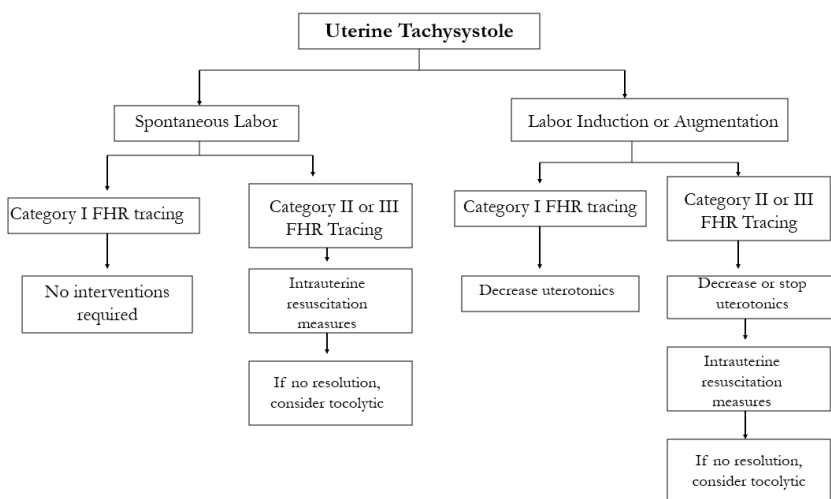 Uterine Tachysystole
Spontaneous Labor
Labor Induction or Augmentation
Category I FHR tracing
Category II or III
FHR Tracing
Category I FHR tracing
Category II or III
FHR Tracing
No interventions
required
Intrauterine
resuscitation
measures
Decrease uterotonics
Decrease or stop
uterotonics
If no resolution,
consider tocolytic
Intrauterine
resuscitation
measures
If no resolution,
consider tocolytic